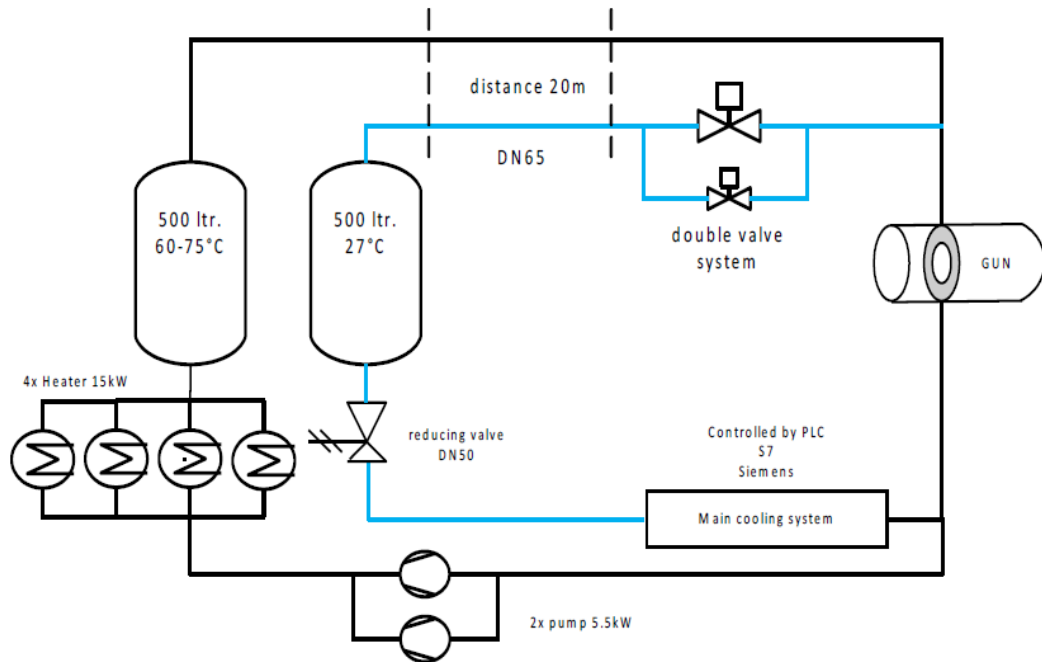 distance 20m
DN65
500 ltr.
60-75°C
500 ltr.
27°C
double valve
system
GUN
4x Heater 15kW
reducing valve
DN50
Controlled by PLC
S7
Siemens
Main cooling system
2x pump 5.5kW